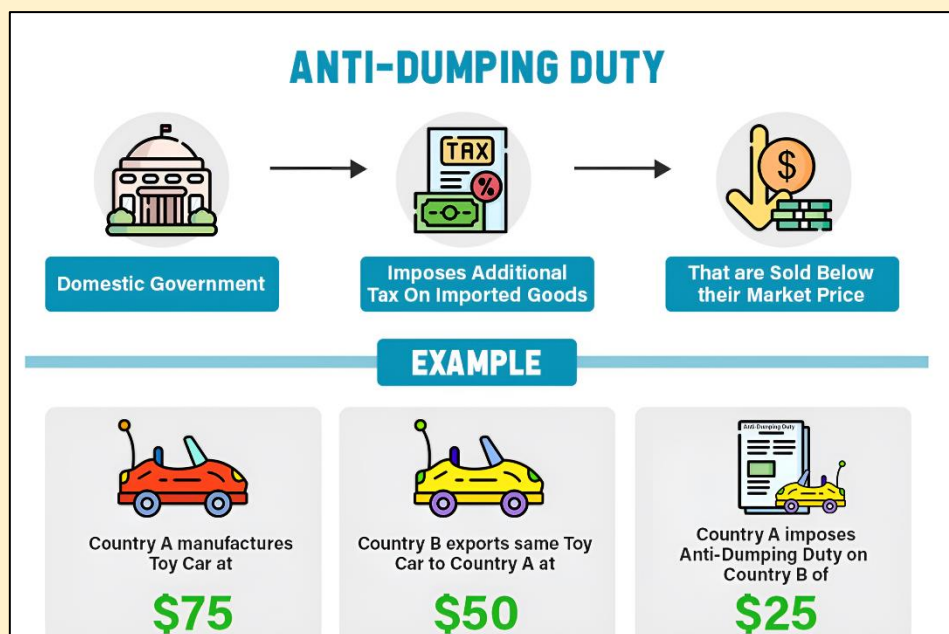 ANTI-DUMPING DUTY
TAX
%
$
Domestic Government
Imposes Additional
Tax On Imported Goods
That are Sold Below
their Market Price
EXAMPLE
Country A manufactures
Toy Car at
$75
Country B exports same Toy
Car to Country A at
$50
Anti-Dumping Duty
Country A imposes
Anti-Dumping Duty on
Country B of
$25